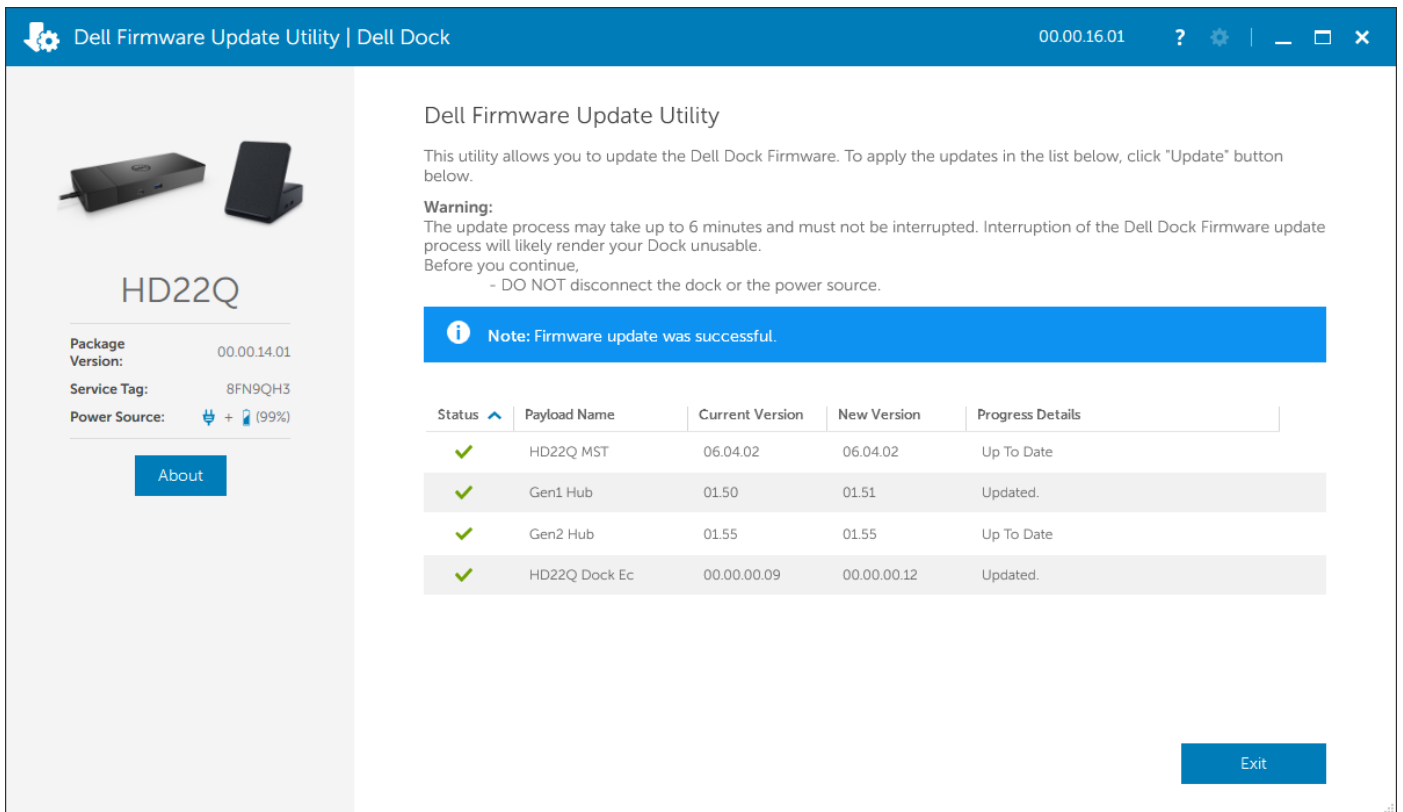 Dell Firmware Update Utility | Dell Dock
00.00.16.01
?
Dell Firmware Update Utility
This utility allows you to update the Dell Dock Firmware. To apply the updates in the list below, click "Update" button
below.
Warning:
The update process may take up to 6 minutes and must not be interrupted. Interruption of the Dell Dock Firmware update
process will likely render your Dock unusable.
Before you continue,
- DO NOT disconnect the dock or the power source.
HD22Q
Package
Version: 00.00.14.01
Service Tag: 8FN9QH3
Power Source: + (99%)
About
Note: Firmware update was successful.
Status Payload Name Current Version New Version Progress Details
HD22Q MST 06.04.02 06.04.02 Up To Date
Gen1 Hub 01.50 01.51 Updated.
Gen2 Hub 01.55 01.55 Up To Date
HD22Q Dock Ec 00.00.00.09 00.00.00.12 Updated.
Exit